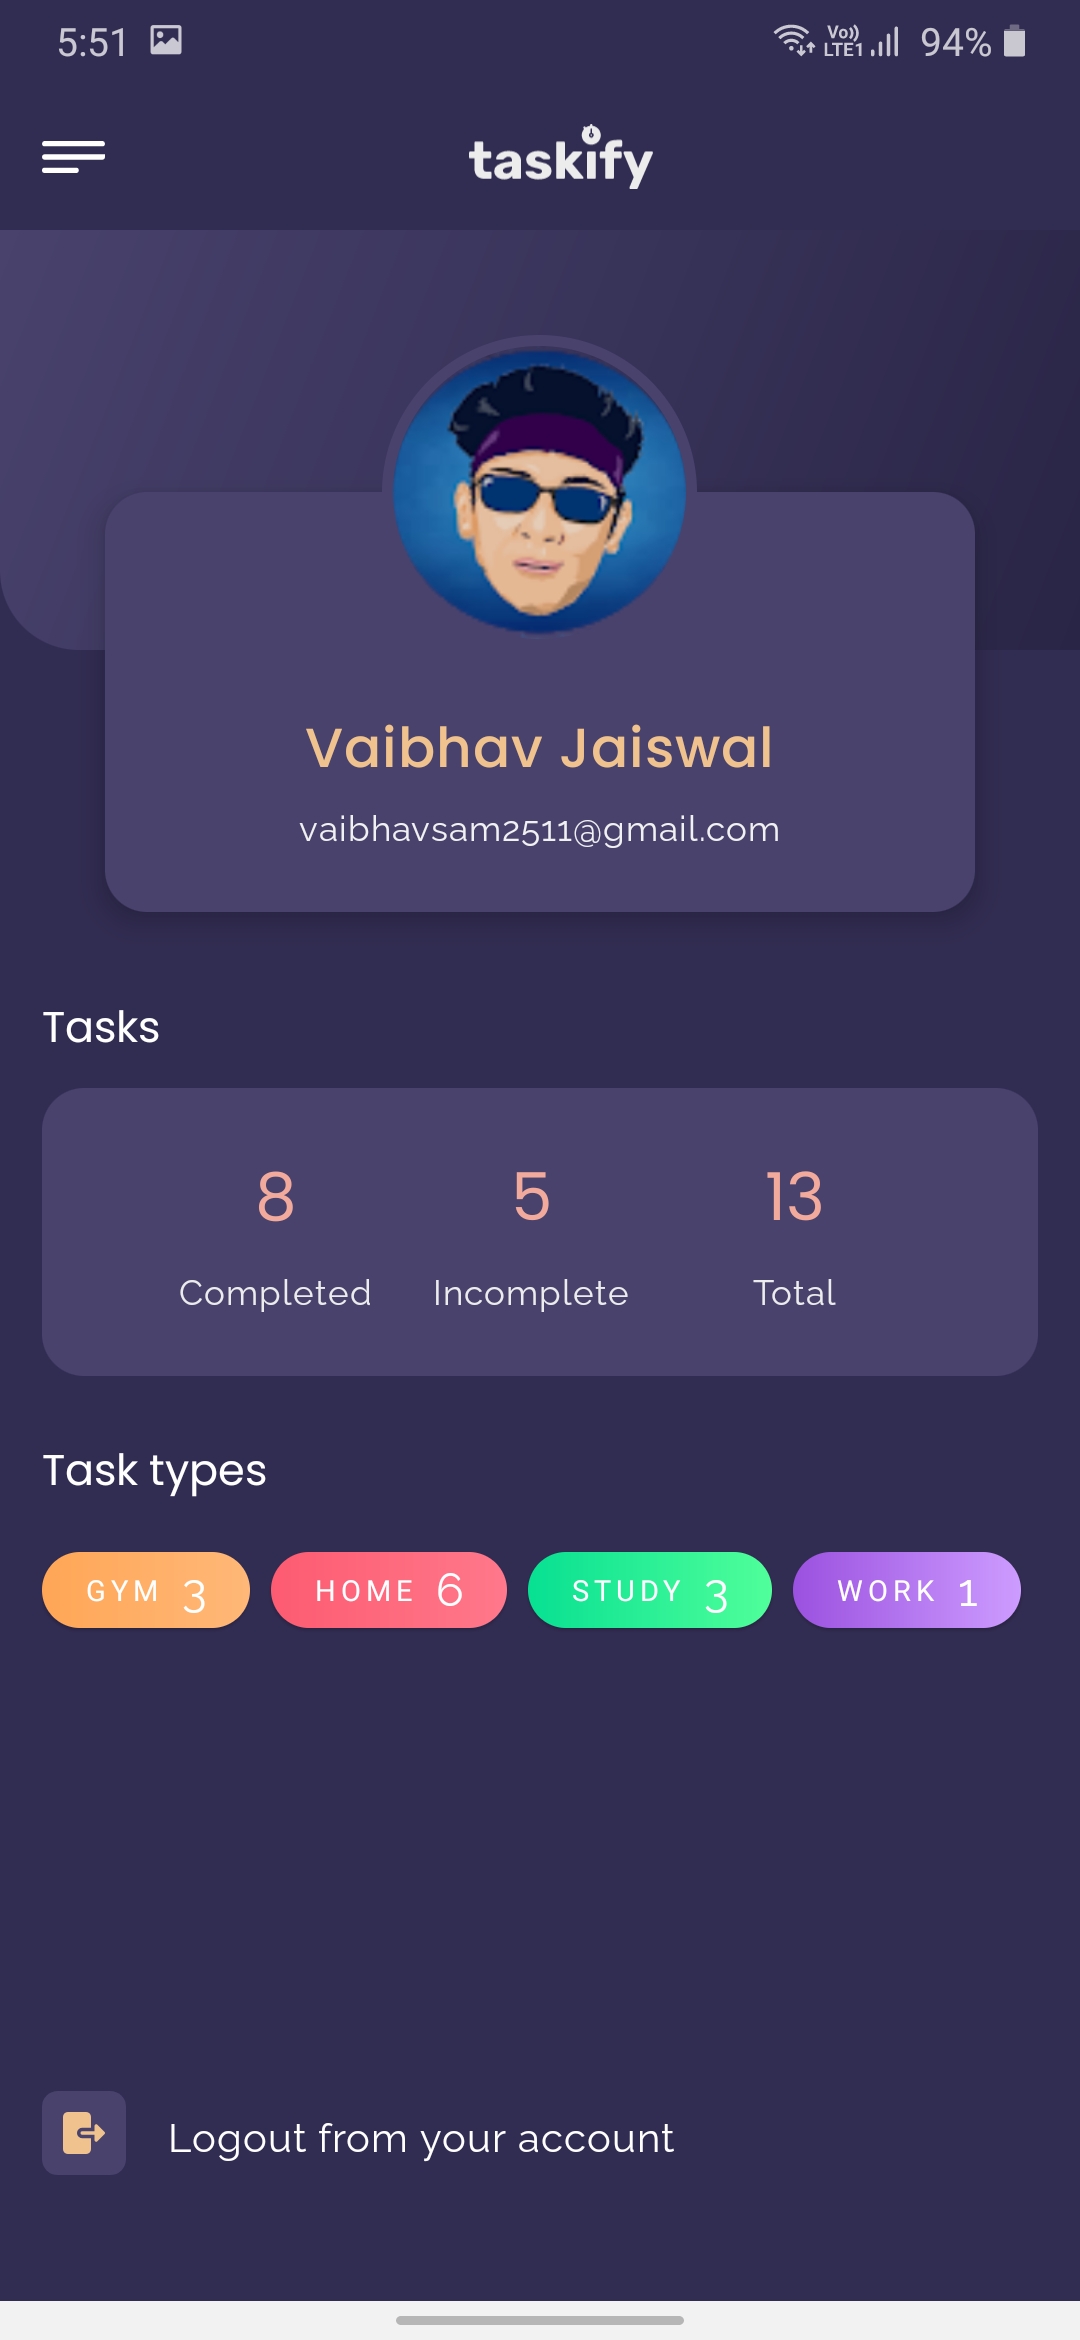 5:51 Vo)) LTE1 94%
taskify
Vaibhav Jaiswal
vaibhavsam2511@gmail.com
Tasks
8 5 13
Completed Incomplete Total
Task types
GYM 3 HOME 6 STUDY 3 WORK 1
Logout from your account